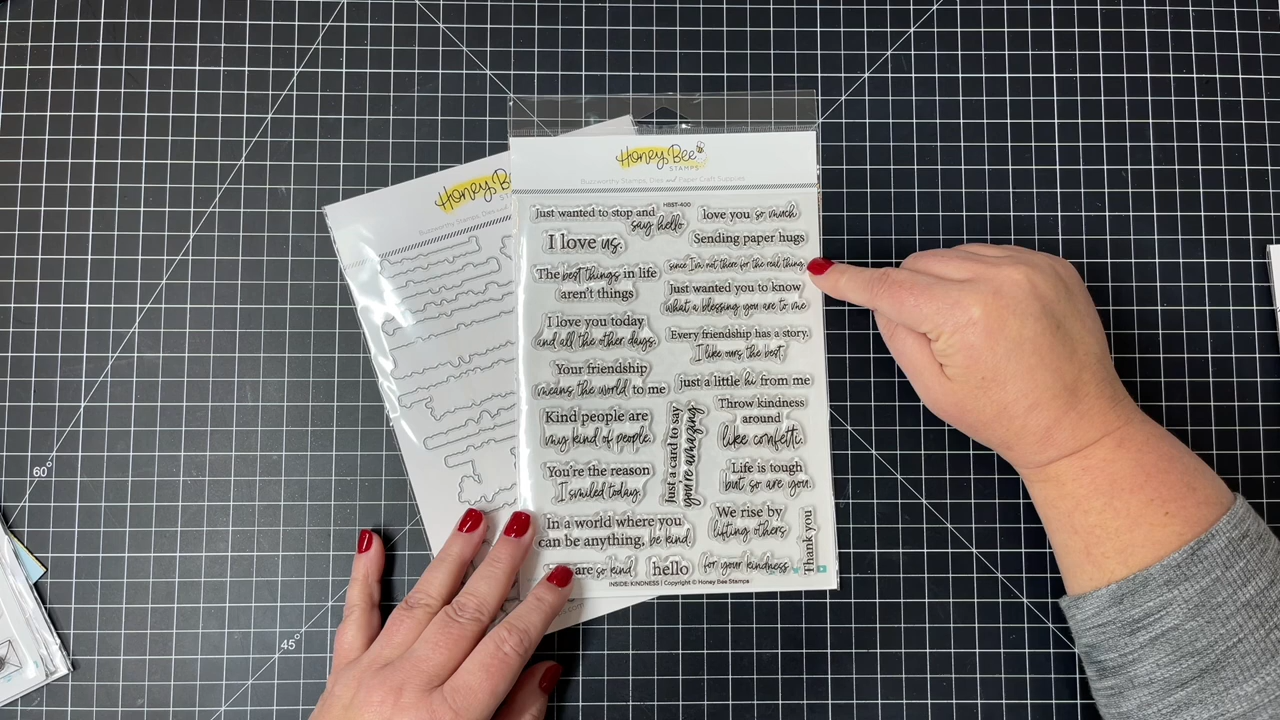 Honey Bee
STAMPS
Buzzworthy Stamps, Dies and Paper Craft Supplies
HBST-400
Just wanted to stop and
say hello
I love us.
The best things in life
aren't things
I love you today
and all the other days.
Your friendship
means the world to me
Kind people are
my kind of people.
You're the reason
I smiled today.
In a world where you
can be anything, be kind.
are so kind
hello
love you so much
Sending paper hugs
since I'm not there for the real thing.
Just wanted you to know
what a blessing you are to me
Every friendship has a story.
I like ours the best.
just a little hi from me
Just a card to say
you're amazing
Throw kindness
around
like confetti.
Life is tough
but so are you.
We rise by
lifting others
for your kindness
Thank you
INSIDE: KINDNESS | Copyright © Honey Bee Stamps
Honey B
Buzzworthy Stamps, Dies and
60°
45°